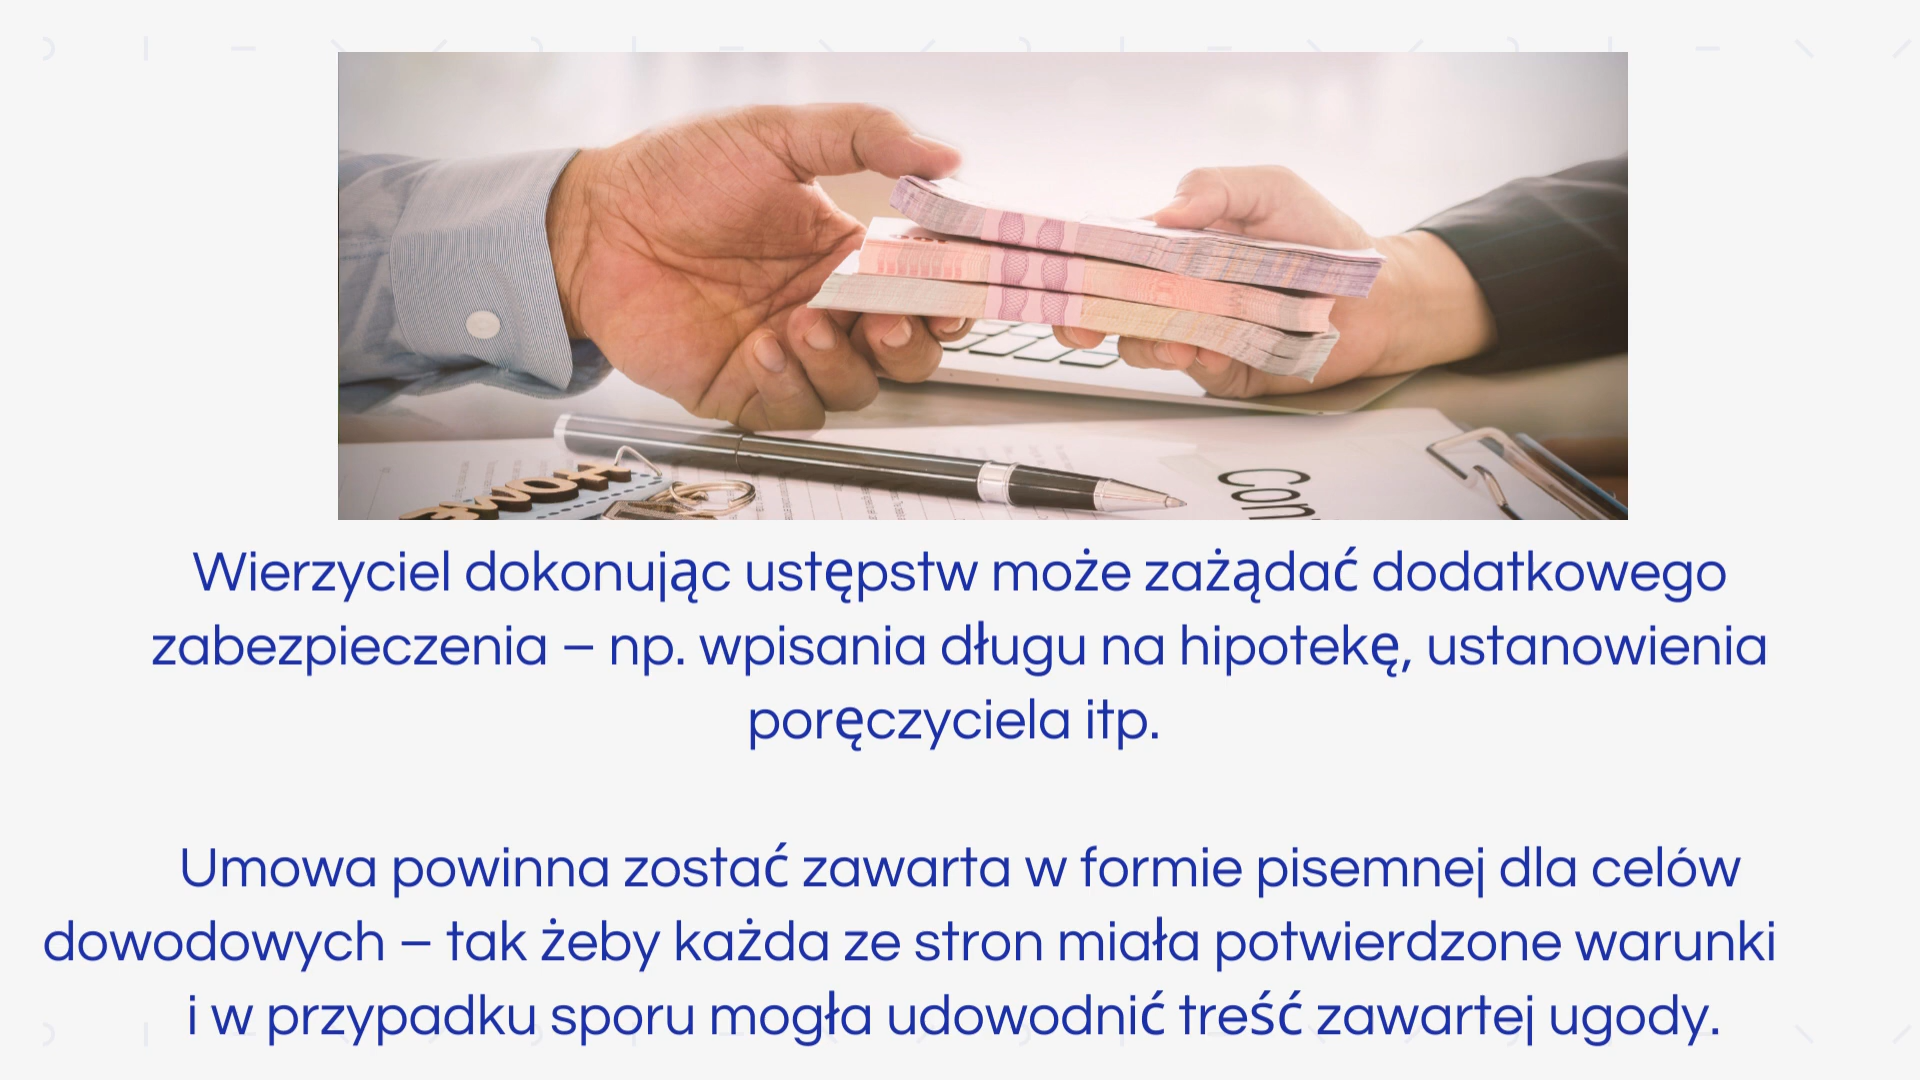 HOME
Con
Wierzyciel dokonując ustępstw może zażądać dodatkowego
zabezpieczenia – np. wpisania długu na hipotekę, ustanowienia
poręczyciela itp.
Umowa powinna zostać zawarta w formie pisemnej dla celów
dowodowych – tak żeby każda ze stron miała potwierdzone warunki
i w przypadku sporu mogła udowodnić treść zawartej ugody.